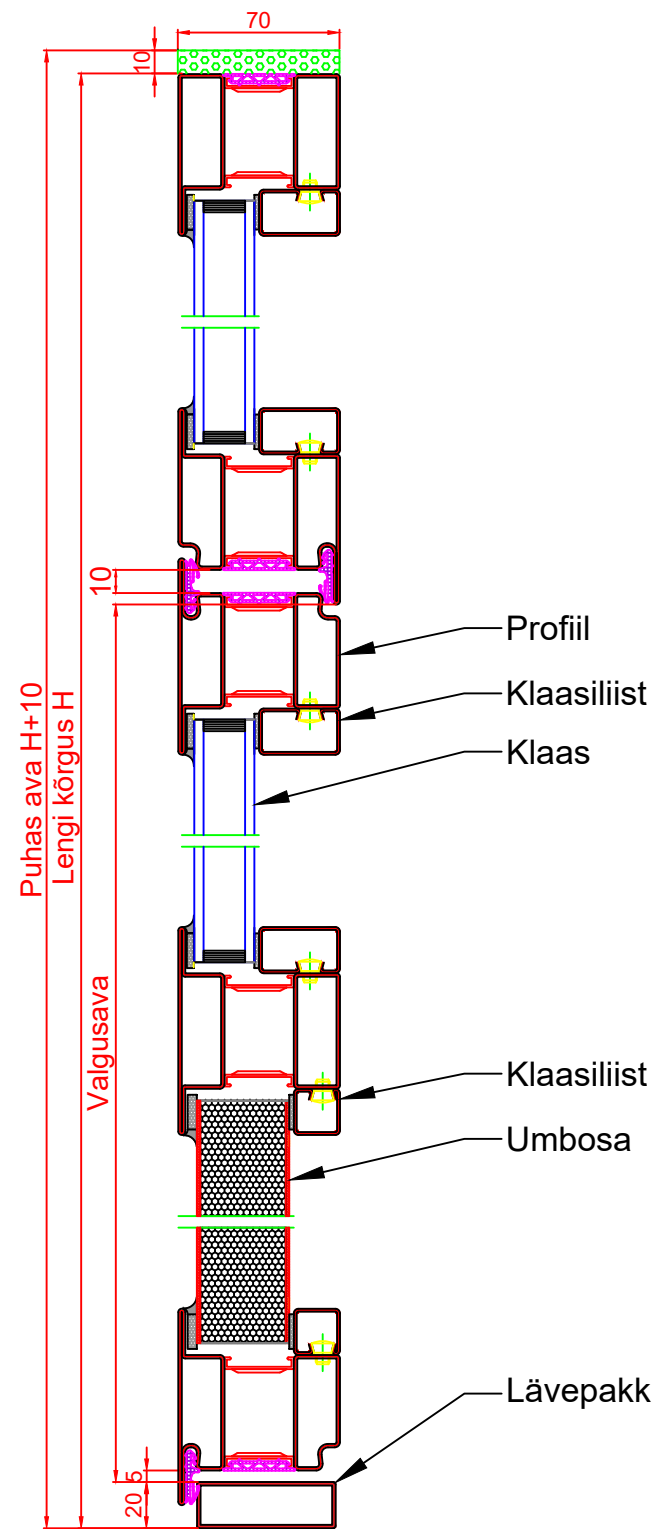 70
10
10
Profiil
Klaasiliist
Klaas
Puhas ava H+10
Lengi kõrgus H
Valgusava
Klaasiliist
Umbosa
Lävepakk
5
20